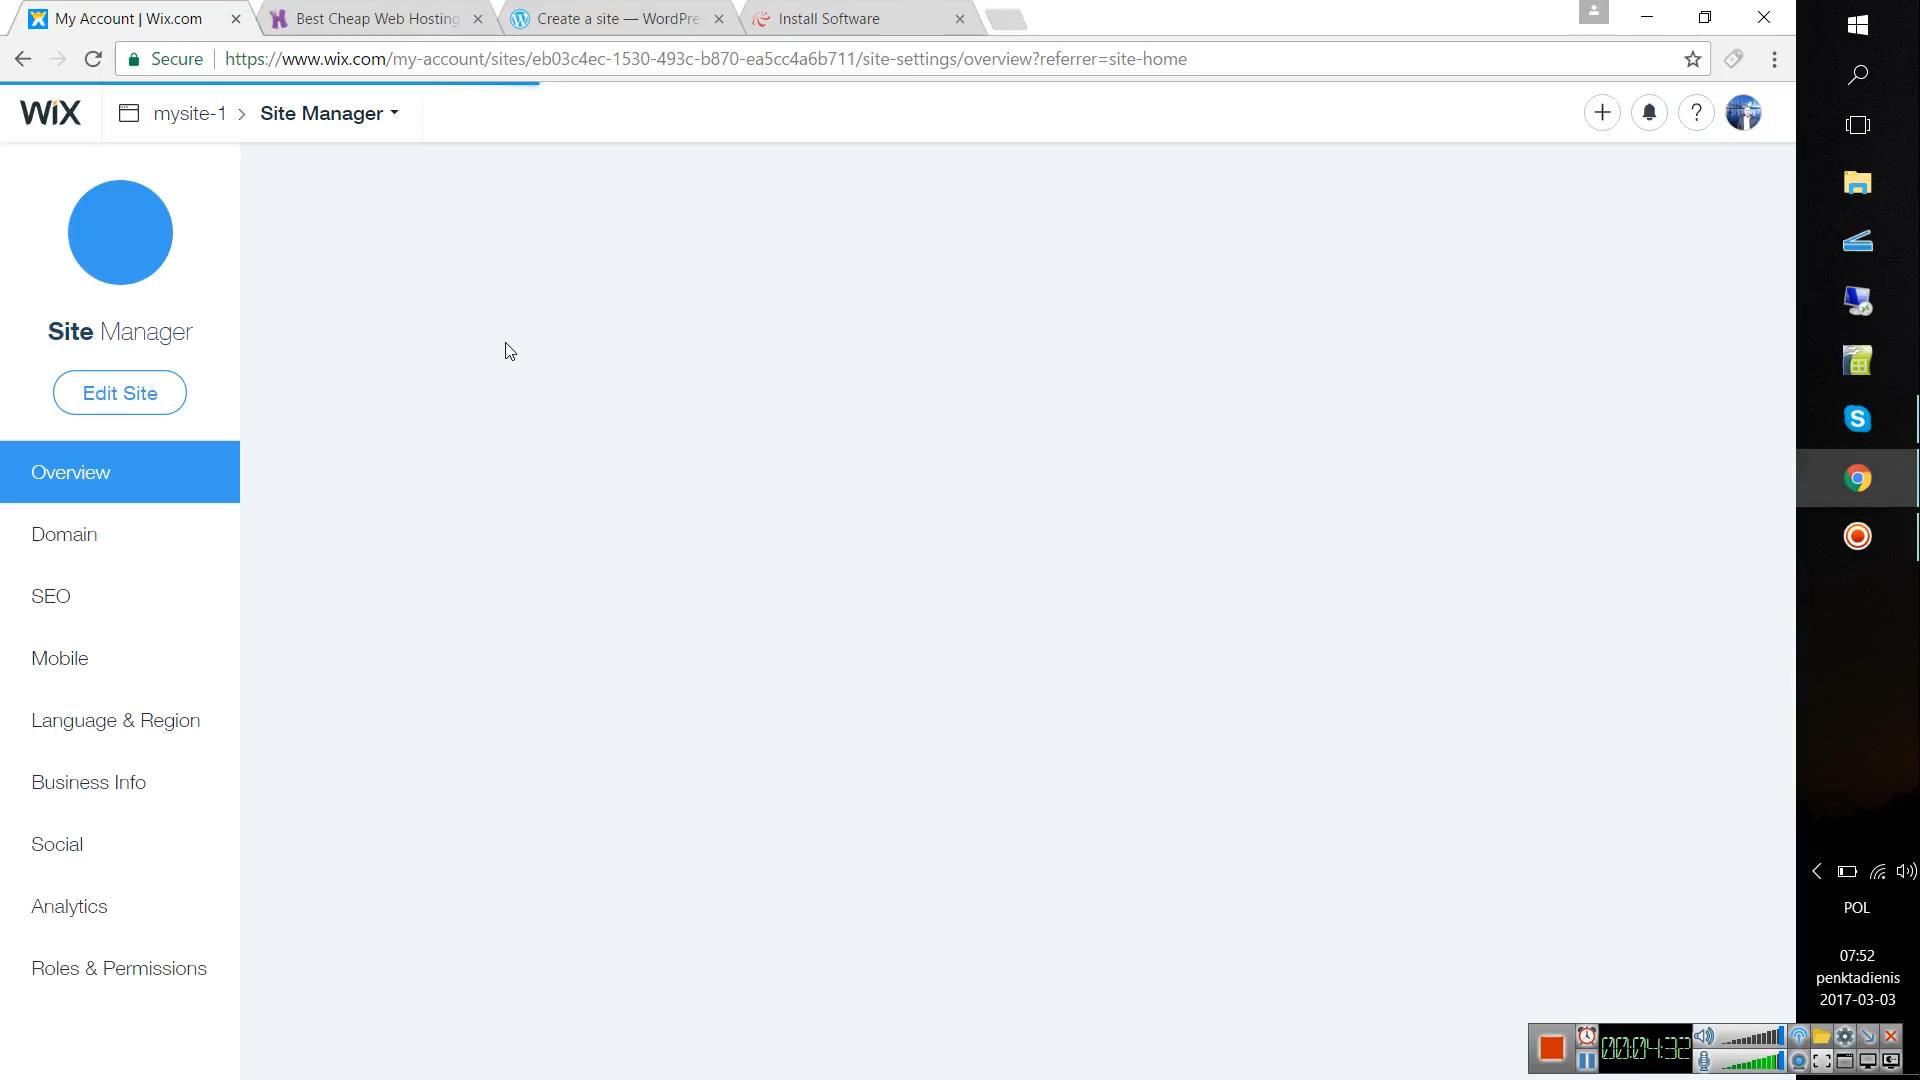 My Account | Wix.com
Best Cheap Web Hosting
Create a site — WordPre
Install Software
Secure
https://www.wix.com/my-account/sites/eb03c4ec-1530-493c-b870-ea5cc4a6b711/site-settings/overview?referrer=site-home
WiX
mysite-1 > Site Manager
Site Manager
Edit Site
Overview
Domain
SEO
Mobile
Language & Region
Business Info
Social
Analytics
Roles & Permissions
POL
07:52
penktadienis
2017-03-03
00:04:32